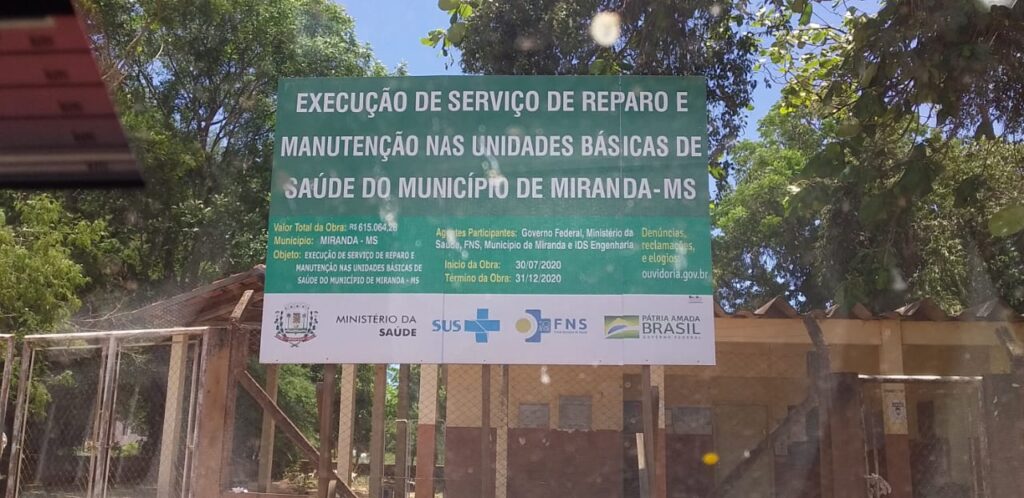 EXECUÇÃO DE SERVIÇO DE REPARO E
MANUTENÇÃO NAS UNIDADES BÁSICAS DE
SAÚDE DO MUNICÍPIO DE MIRANDA-MS
Valor Total da Obra: R$ 615.064,28
Município: MIRANDA - MS
Objeto: EXECUÇÃO DE SERVIÇO DE REPARO E
MANUTENÇÃO NAS UNIDADES BÁSICAS DE
SAÚDE DO MUNICÍPIO DE MIRANDA - MS
Agentes Participantes: Governo Federal, Ministério da
Saúde, FNS, Município de Miranda e IDS Engenharia
Início da Obra: 30/07/2020
Término da Obra: 31/12/2020
Denúncias,
reclamações,
e elogios:
ouvidoria.gov.br
MINISTÉRIO DA
SAÚDE
SUS
FNS
PÁTRIA AMADA
BRASIL
GOVERNO FEDERAL